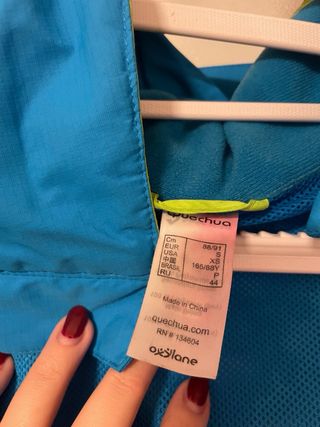 quechua
Cm 88/91
EUR S
USA XS
中国 165/88Y
BRASIL P
RU 44
Made in China
quechua.com
RN # 134604
oxylane